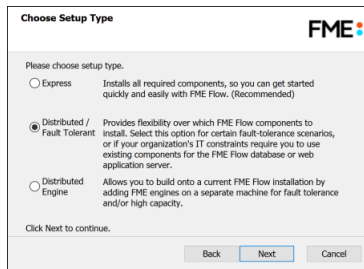 Choose Setup Type
FME
Please choose setup type.
Express
Installs all required components, so you can get started
quickly and easily with FME Flow. (Recommended)
Distributed /
Fault Tolerant
Provides flexibility over which FME Flow components to
install. Select this option for certain fault-tolerance scenarios,
or if your organization's IT constraints require you to use
existing components for the FME Flow database or web
application server.
Distributed
Engine
Allows you to build onto a current FME Flow installation by
adding FME engines on a separate machine for fault tolerance
and/or high capacity.
Click Next to continue.
Back
Next
Cancel